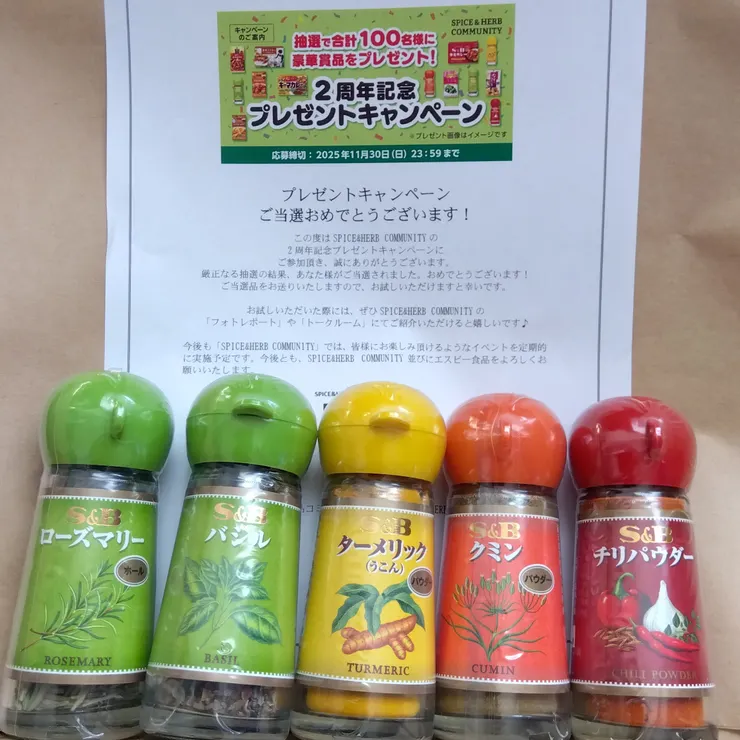 キャンペーン
のご案内
抽選で合計100名様に
豪華賞品をプレゼント!
SPICE & HERB
COMMUNITY
2周年記念
プレゼントキャンペーン
※プレゼント画像はイメージです
応募締切:2025年11月30日(日) 23:59まで
プレゼントキャンペーン
ご当選おめでとうございます!
この度はSPICE&HERB COMMUNITYの
2周年記念プレゼントキャンペーンに
ご参加頂き、誠にありがとうございます。
厳正なる抽選の結果、あなた様がご当選されました。おめでとうございます!
ご当選品をお送りいたしますので、お試しいただけますと幸いです。
お試しいただいた際には、ぜひSPICE&HERB COMMUNITYの
「フォトレポート」や「トークルーム」にてご紹介いただけると嬉しいです♪
今後も「SPICE&HERB COMMUNITY」では、皆様にお楽しみ頂けるようなイベントを定期的
に実施予定です。今後とも、SPICE&HERB COMMUNITY 並びにエスビー食品をよろしくお
願いいたします。
S&B
ローズマリー
ホール
ROSEMARY
S&B
バジル
BASIL
S&B
ターメリック
(うこん)
パウダー
TURMERIC
S&B
クミン
パウダー
CUMIN
S&B
チリパウダー
CHILI POWDER